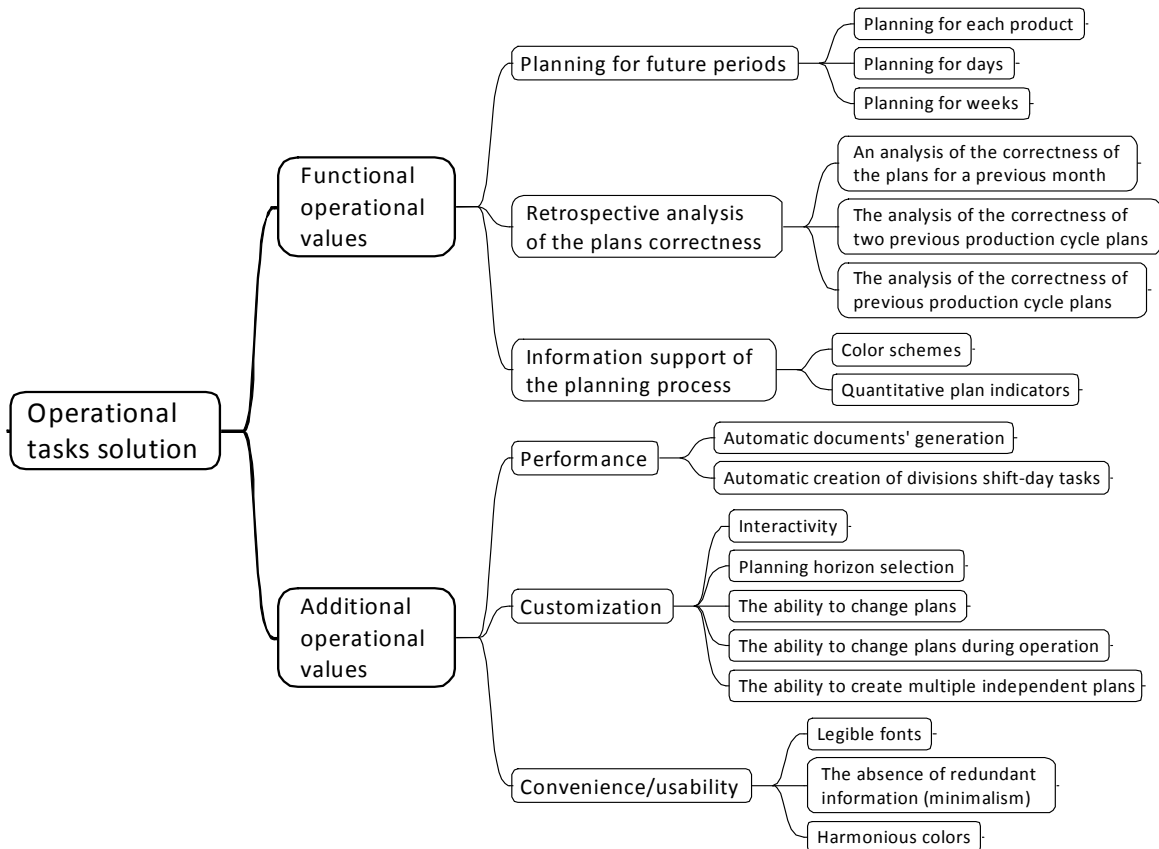 Operational
tasks solution
Functional
operational
values
Planning for future periods
Planning for each product
Planning for days
Planning for weeks
Retrospective analysis
of the plans correctness
An analysis of the correctness of
the plans for a previous month
The analysis of the correctness of
two previous production cycle plans
The analysis of the correctness of
previous production cycle plans
Information support of
the planning process
Color schemes
Quantitative plan indicators
Additional
operational
values
Performance
Automatic documents' generation
Automatic creation of divisions shift-day tasks
Customization
Interactivity
Planning horizon selection
The ability to change plans
The ability to change plans during operation
The ability to create multiple independent plans
Convenience/usability
Legible fonts
The absence of redundant
information (minimalism)
Harmonious colors